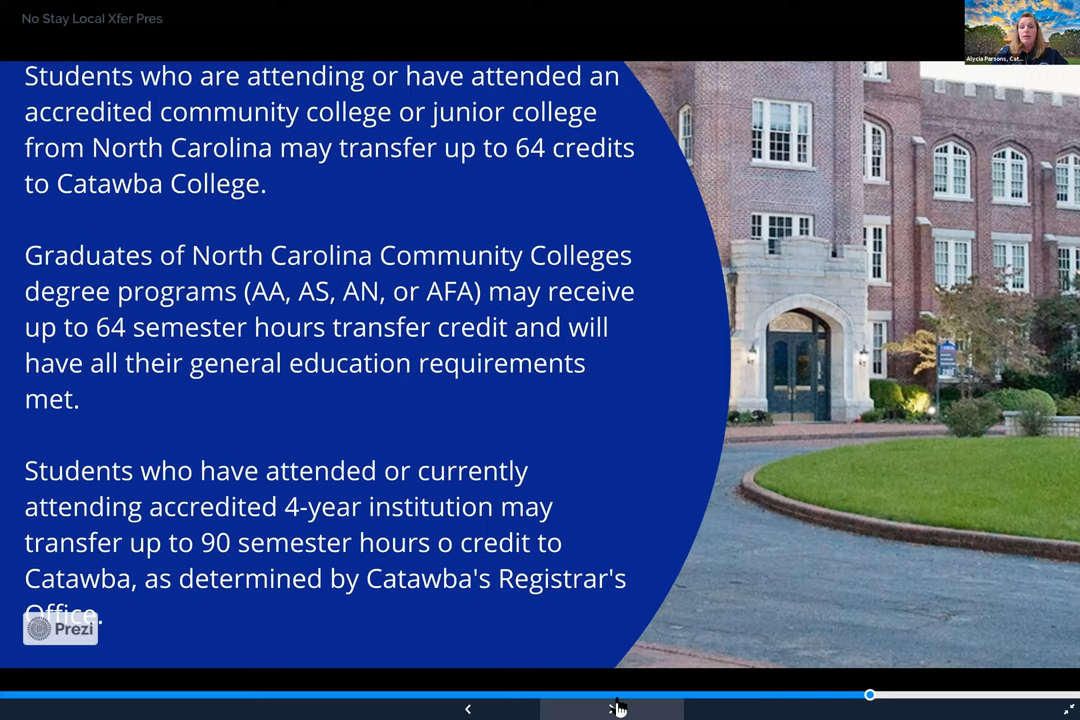 No Stay Local Xfer Pres
Alycia Parsons, Cat...
Students who are attending or have attended an
accredited community college or junior college
from North Carolina may transfer up to 64 credits
to Catawba College.
Graduates of North Carolina Community Colleges
degree programs (AA, AS, AN, or AFA) may receive
up to 64 semester hours transfer credit and will
have all their general education requirements
met.
Students who have attended or currently
attending accredited 4-year institution may
transfer up to 90 semester hours o credit to
Catawba, as determined by Catawba's Registrar's
Office.
Prezi